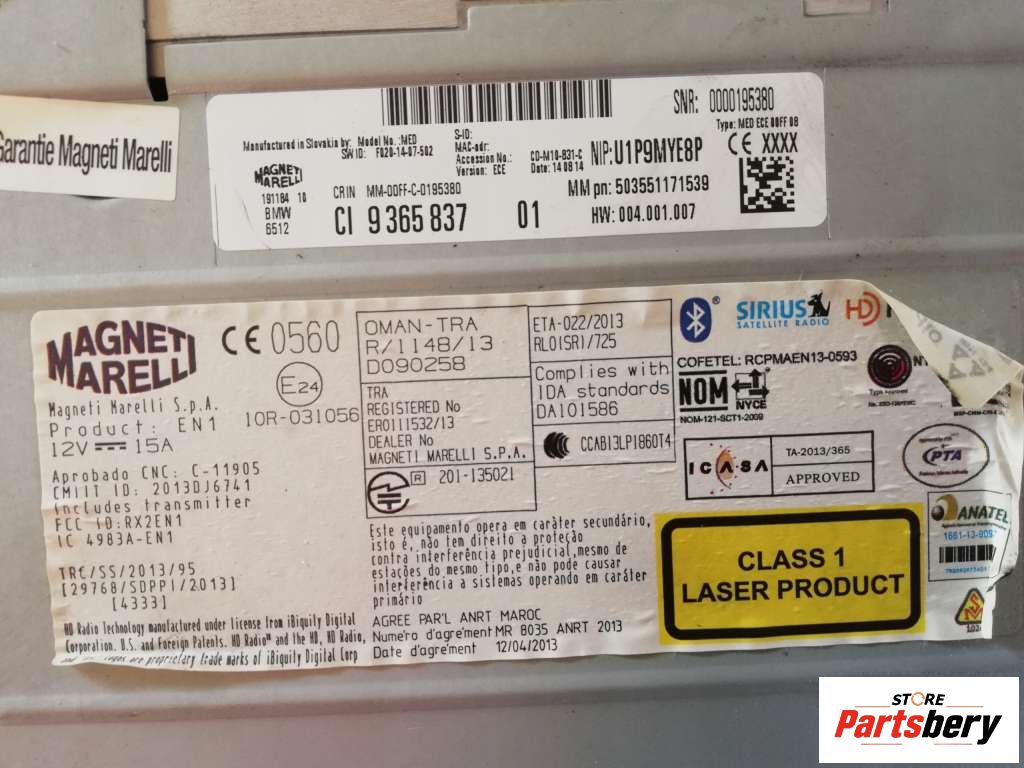 Garantie Magneti Marelli
SNR: 0000195380
Type: MED ECE 00FF 08
CE XXXX
Manufactured in Slovakia by:
Model No.: MED
SW ID: F020-14-07-502
S-ID:
MAC-adr:
Accession No.: CD-M10-831-C
Version: ECE Date: 14 08 14
NIP: U1P9MYE8P
MAGNETI
MARELLI
191184 10
BMW
6512
CRIN MM-00FF-C-0195380
CI 9 365 837 01
MM pn: 503551171539
HW: 004.001.007
MAGNETI
MARELLI
CE 0560
E24
Magneti Marelli S.p.A.
10R-031056
Product: EN1
12V 15A
Aprobado CNC: C-11905
CMIIT ID: 2013DJ6741
Includes transmitter
FCC ID:RX2EN1
IC 4983A-EN1
TRC/SS/2013/95
[29768/SDPPI/2013]
[4333]
HD Radio Technology manufactured under license from iBiquity Digital
Corporation. U.S. and Foreign Patents. HD Radio™ and the HD, HD Radio,
are proprietary trade marks of iBiquity Digital Corp
OMAN-TRA
R/1148/13
D090258
TRA
REGISTERED No
ER0111532/13
DEALER No
MAGNETI MARELLI S.P.A.
R 201-135021
ETA-022/2013
RLO(SR)/725
Complies with
IDA standards
DA101586
CCAB13LP1860T4
Este equipamento opera em caráter secundário,
isto é, não tem direito a proteção
contra interferência prejudicial,mesmo de
estações do mesmo tipo,e não pode causar
interferência a sistemas operando em caráter
primário
AGREE PAR'L ANRT MAROC
Numero d'agrément MR 8035 ANRT 2013
Date d'agrément 12/04/2013
SIRIUS
SATELLITE RADIO
HD
COFETEL: RCPMAEN13-0593
NOM
NYCE
NOM-121-SCT1-2009
Type Approved
ICASA
TA-2013/365
APPROVED
PTA
ANATEL
CLASS 1
LASER PRODUCT
STORE
Partsbery